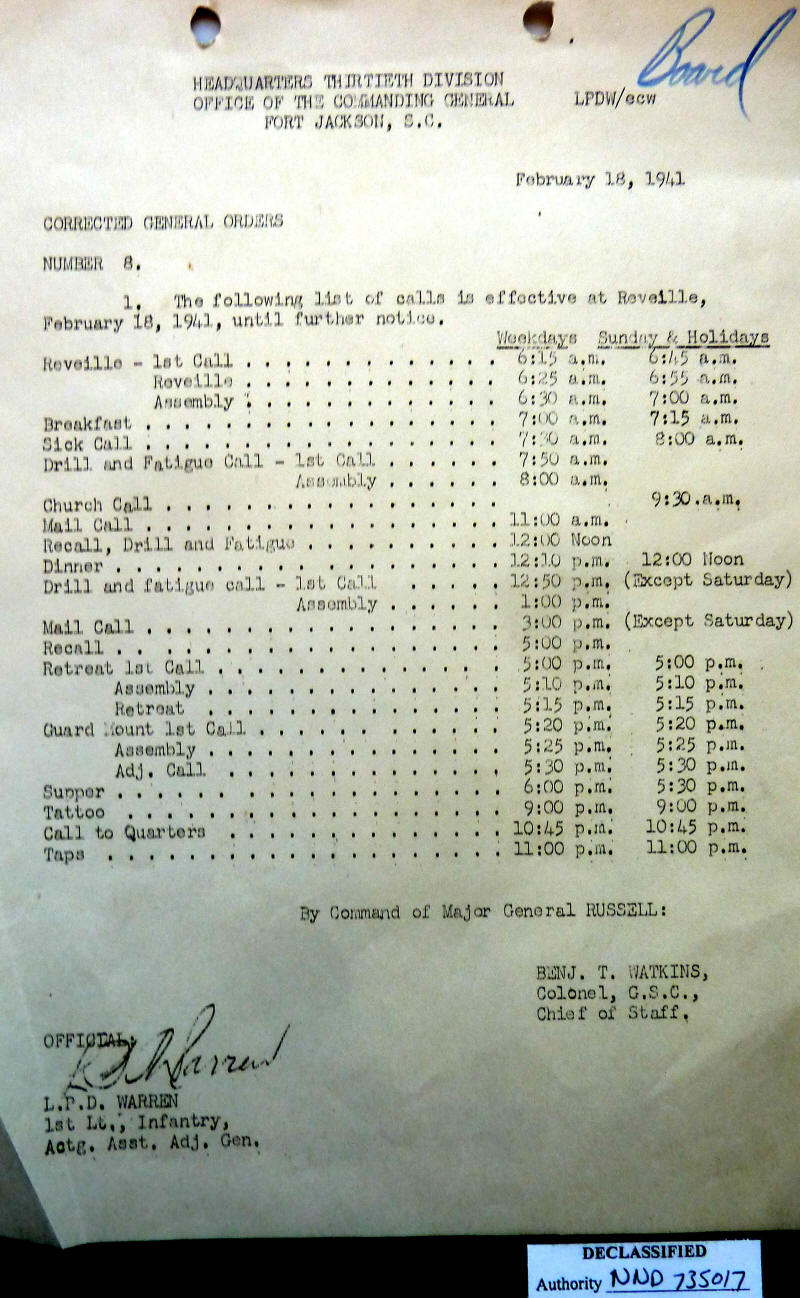 Board
HEADQUARTERS THIRTIETH DIVISION
OFFICE OF THE COMMANDING GENERAL LPDW/ecw
FORT JACKSON, S.C.
February 18, 1941
CORRECTED GENERAL ORDERS
NUMBER 8.
1. The following list of calls is effective at Reveille,
February 18, 1941, until further notice.
Weekdays Sunday & Holidays
Reveille - 1st Call . . . . . . . . . . . . . 6:15 a.m. 6:45 a.m.
Reveille . . . . . . . . . . . . . 6:25 a.m. 6:55 a.m.
Assembly . . . . . . . . . . . . . 6:30 a.m. 7:00 a.m.
Breakfast . . . . . . . . . . . . . . . . . . 7:00 a.m. 7:15 a.m.
Sick Call . . . . . . . . . . . . . . . . . . 7:30 a.m. 8:00 a.m.
Drill and Fatigue Call - 1st Call . . . . . . 7:50 a.m.
Assembly . . . . . . 8:00 a.m.
Church Call . . . . . . . . . . . . . . . . . 9:30.a.m.
Mail Call . . . . . . . . . . . . . . . . . . 11:00 a.m.
Recall, Drill and Fatigue . . . . . . . . . . 12:00 Noon
Dinner . . . . . . . . . . . . . . . . . . . 12:10 p.m. 12:00 Noon
Drill and fatigue call - 1st Call . . . . . 12:50 p.m. (Except Saturday)
Assembly . . . . . . 1:00 p.m.
Mail Call . . . . . . . . . . . . . . . . . . 3:00 p.m. (Except Saturday)
Recall . . . . . . . . . . . . . . . . . . . 5:00 p.m.
Retreat 1st Call . . . . . . . . . . . . . . 5:00 p.m. 5:00 p.m.
Assembly . . . . . . . . . . . . . . . 5:10 p.m. 5:10 p.m.
Retreat . . . . . . . . . . . . . . . 5:15 p.m. 5:15 p.m.
Guard Mount 1st Call . . . . . . . . . . . . 5:20 p.m. 5:20 p.m.
Assembly . . . . . . . . . . . . . . . 5:25 p.m. 5:25 p.m.
Adj. Call . . . . . . . . . . . . . . 5:30 p.m. 5:30 p.m.
Supper . . . . . . . . . . . . . . . . . . . 6:00 p.m. 5:30 p.m.
Tattoo . . . . . . . . . . . . . . . . . . . 9:00 p.m. 9:00 p.m.
Call to Quarters . . . . . . . . . . . . . . 10:45 p.m. 10:45 p.m.
Taps . . . . . . . . . . . . . . . . . . . . 11:00 p.m. 11:00 p.m.
By Command of Major General RUSSELL:
BENJ. T. WATKINS,
Colonel, G.S.C.,
Chief of Staff.
OFFICIAL:
L.P.D. Warren
L.P.D. WARREN
1st Lt., Infantry,
Actg. Asst. Adj. Gen.
DECLASSIFIED
Authority NND 735017